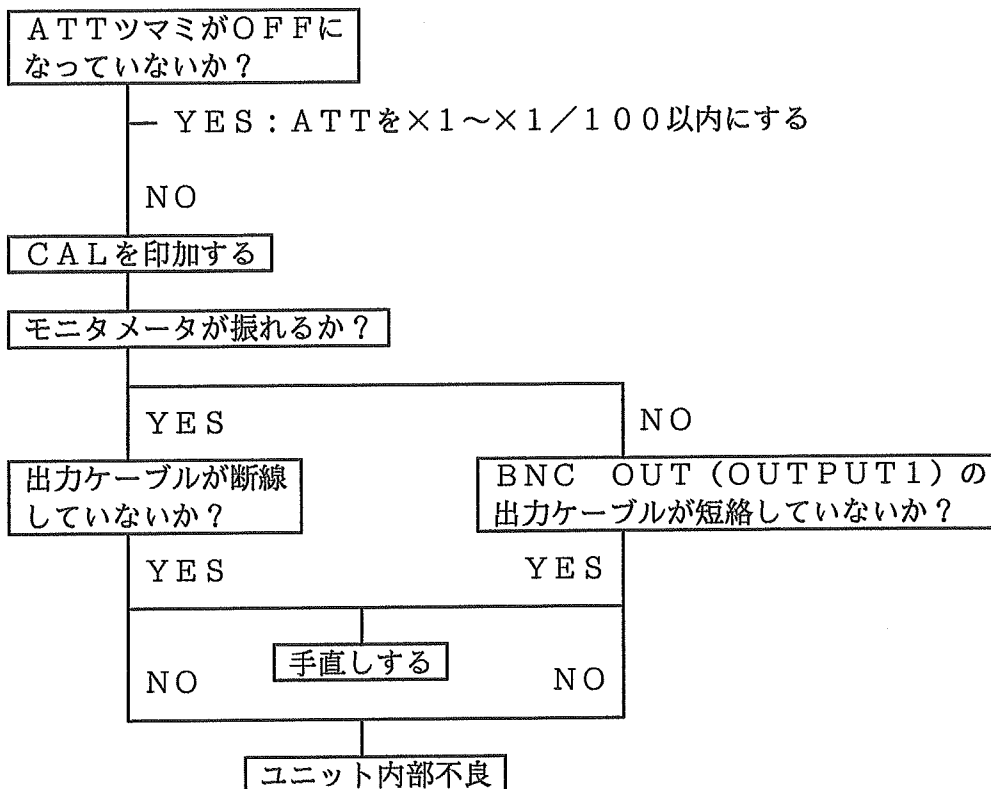 ATTツマミがOFFに
なっていないか?
YES:ATTを×1~×1/100以内にする
NO
CALを印加する
モニタメータが振れるか?
YES
NO
出力ケーブルが断線
していないか?
BNC OUT(OUTPUT1)の
出力ケーブルが短絡していないか?
YES
YES
手直しする
NO
NO
ユニット内部不良